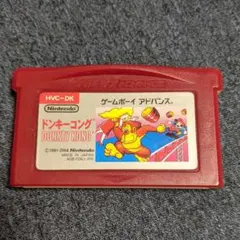 HVC-DK
Nintendo
ゲームボーイ アドバンス
ドンキーコング
DONKEY KONG
MADE IN JAPAN